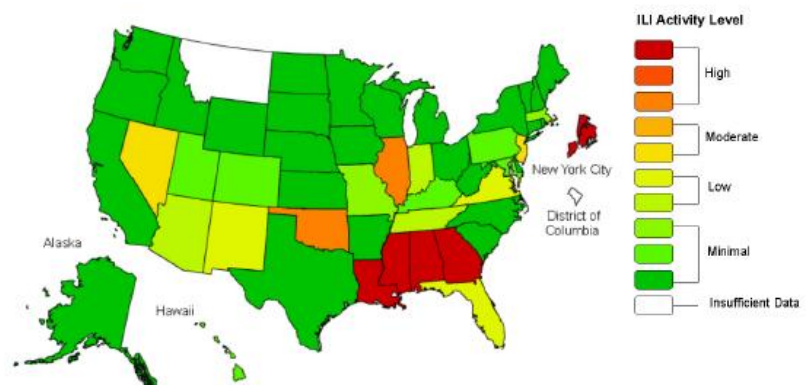 ILI Activity Level
High
Moderate
Low
Minimal
Insufficient Data
New York City
District of
Columbia
Alaska
Hawaii